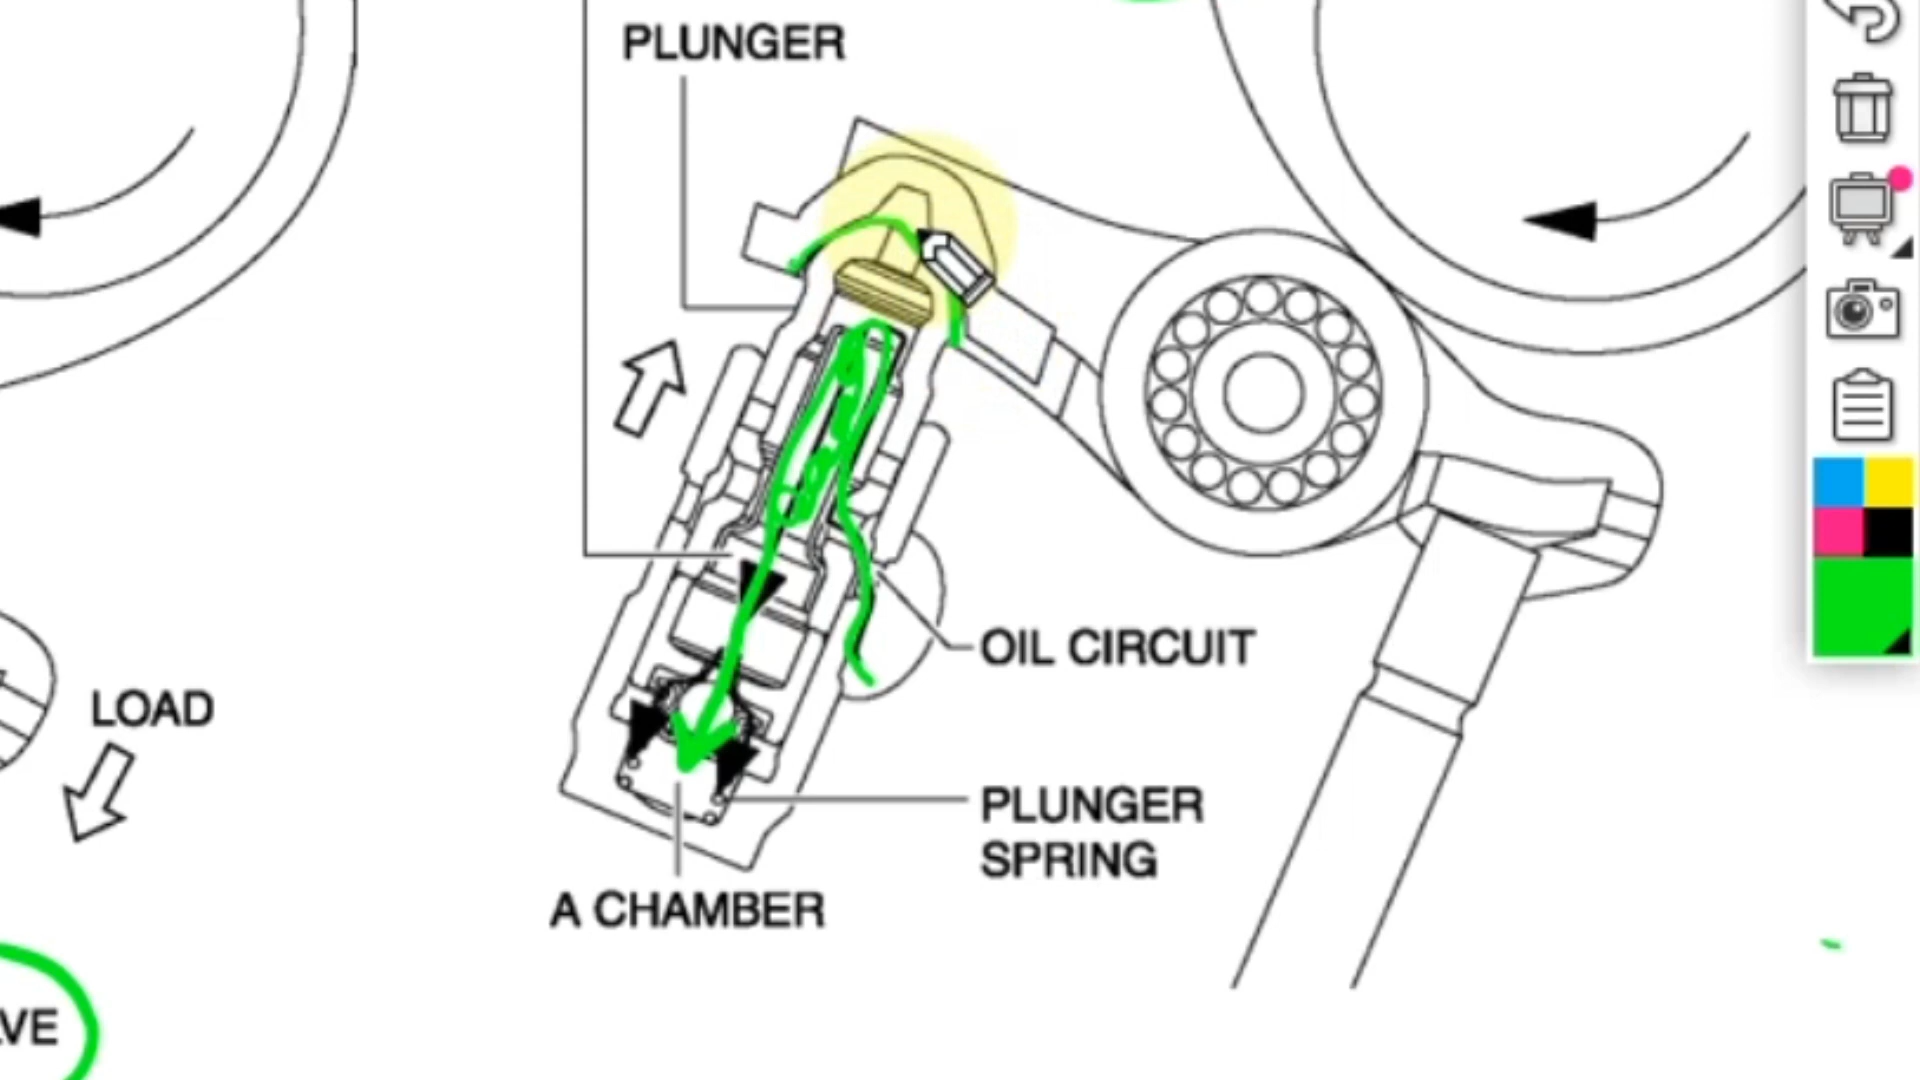 PLUNGER
OIL CIRCUIT
LOAD
PLUNGER
SPRING
A CHAMBER
VE